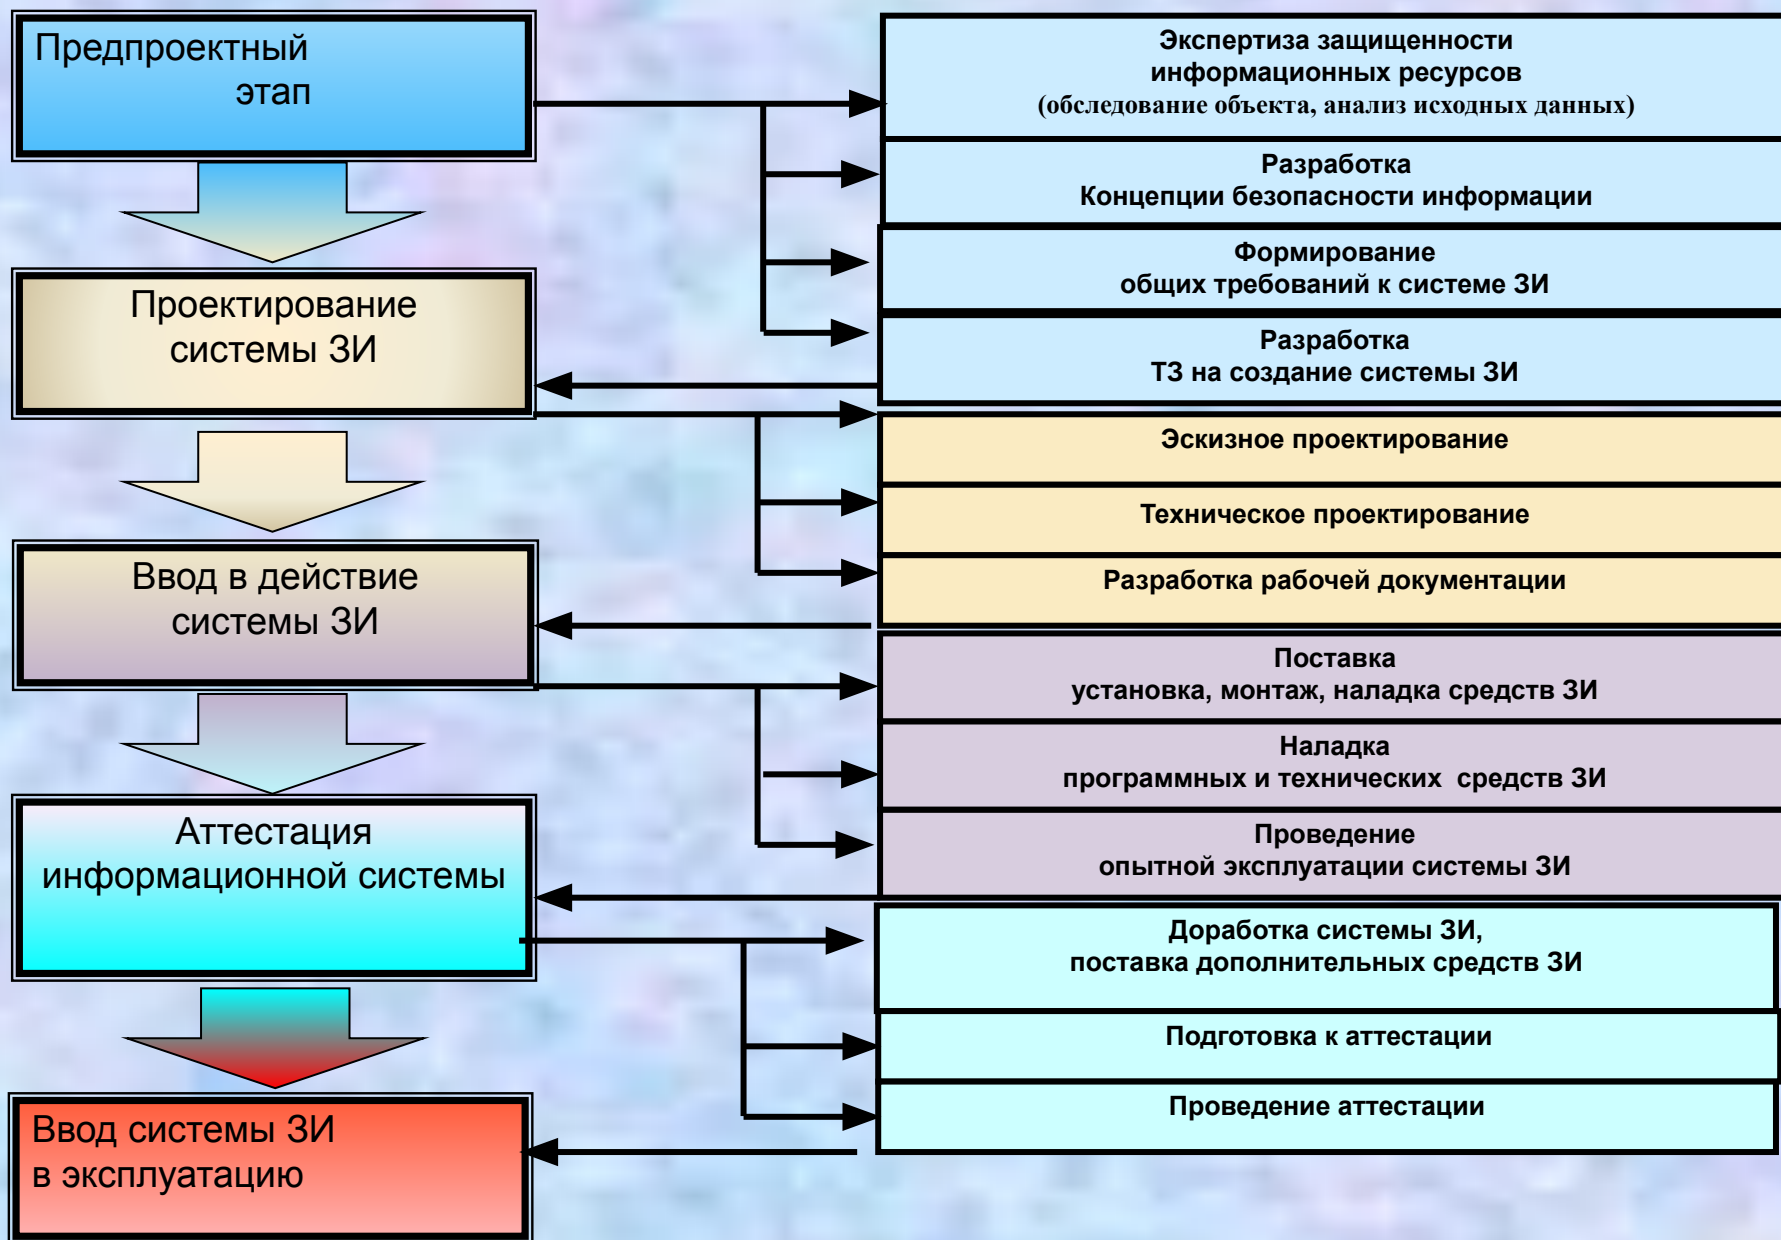 Предпроектный
этап
Экспертиза защищенности
информационных ресурсов
(обследование объекта, анализ исходных данных)
Разработка
Концепции безопасности информации
Формирование
общих требований к системе ЗИ
Разработка
ТЗ на создание системы ЗИ
Проектирование
системы ЗИ
Эскизное проектирование
Техническое проектирование
Разработка рабочей документации
Ввод в действие
системы ЗИ
Поставка
установка, монтаж, наладка средств ЗИ
Наладка
программных и технических средств ЗИ
Проведение
опытной эксплуатации системы ЗИ
Аттестация
информационной системы
Доработка системы ЗИ,
поставка дополнительных средств ЗИ
Подготовка к аттестации
Проведение аттестации
Ввод системы ЗИ
в эксплуатацию